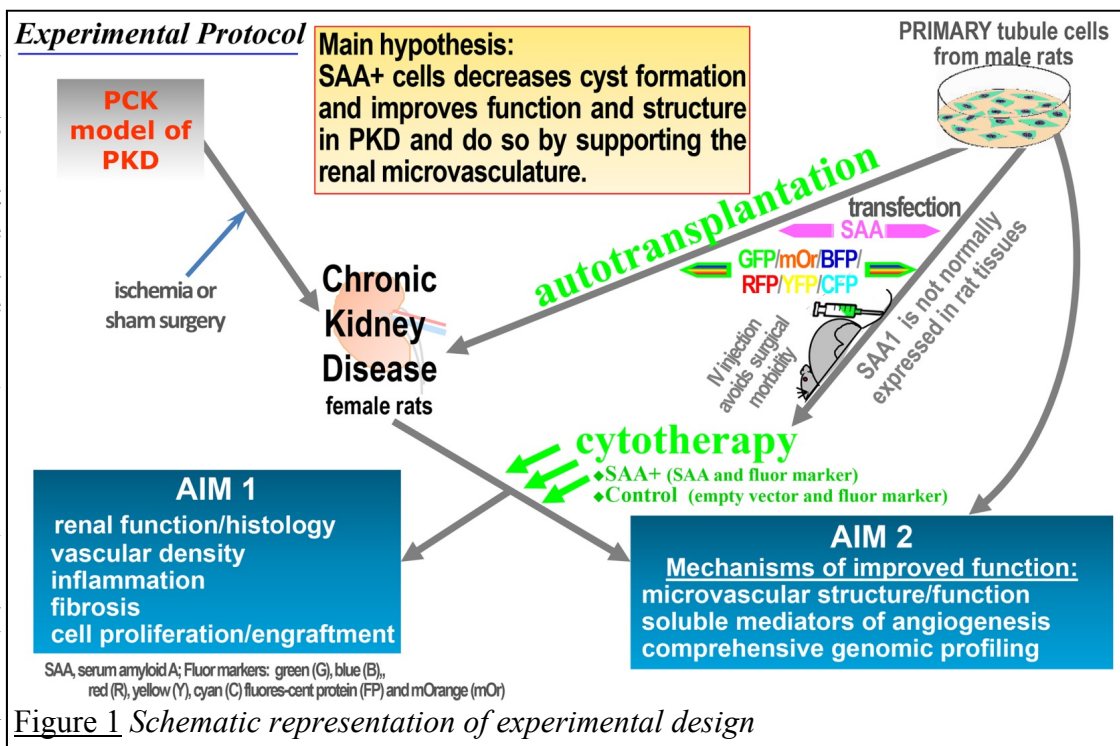 Experimental Protocol
Main hypothesis:
SAA+ cells decreases cyst formation
and improves function and structure
in PKD and do so by supporting the
renal microvasculature.
PRIMARY tubule cells
from male rats
PCK
model of
PKD
ischemia or
sham surgery
autotransplantation
transfection
SAA
GFP/mOr/BFP/
RFP/YFP/CFP
IV injection
avoids surgical
morbidity
SAA1 is not normally
expressed in rat tissues
Chronic
Kidney
Disease
female rats
cytotherapy
◆SAA+ (SAA and fluor marker)
◆Control (empty vector and fluor marker)
AIM 1
renal function/histology
vascular density
inflammation
fibrosis
cell proliferation/engraftment
AIM 2
Mechanisms of improved function:
microvascular structure/function
soluble mediators of angiogenesis
comprehensive genomic profiling
SAA, serum amyloid A; Fluor markers: green (G), blue (B),,
red (R), yellow (Y), cyan (C) fluores-cent protein (FP) and mOrange (mOr)
Figure 1 Schematic representation of experimental design